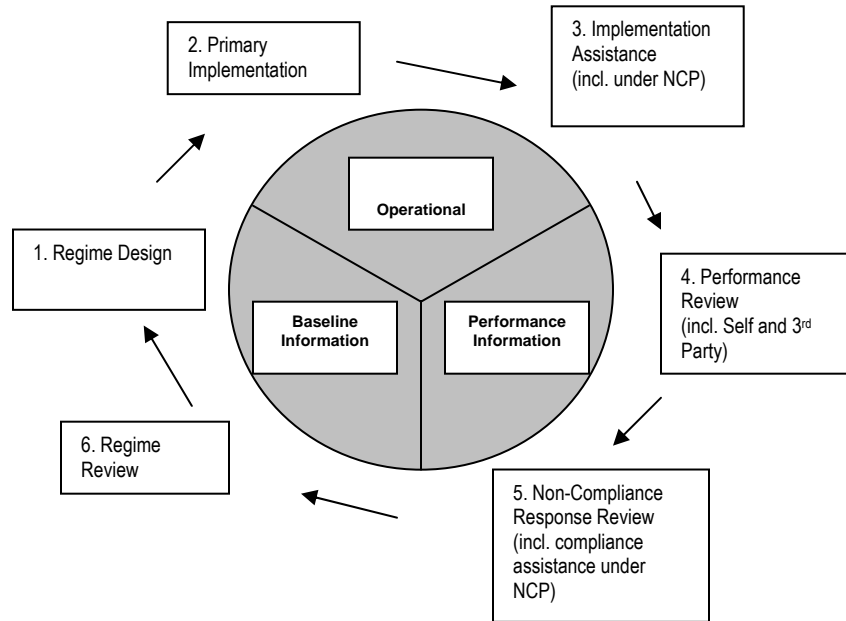 2. Primary
Implementation
3. Implementation
Assistance
(incl. under NCP)
Operational
1. Regime Design
4. Performance
Review
(incl. Self and 3rd
Party)
Baseline
Information
Performance
Information
6. Regime
Review
5. Non-Compliance
Response Review
(incl. compliance
assistance under
NCP)